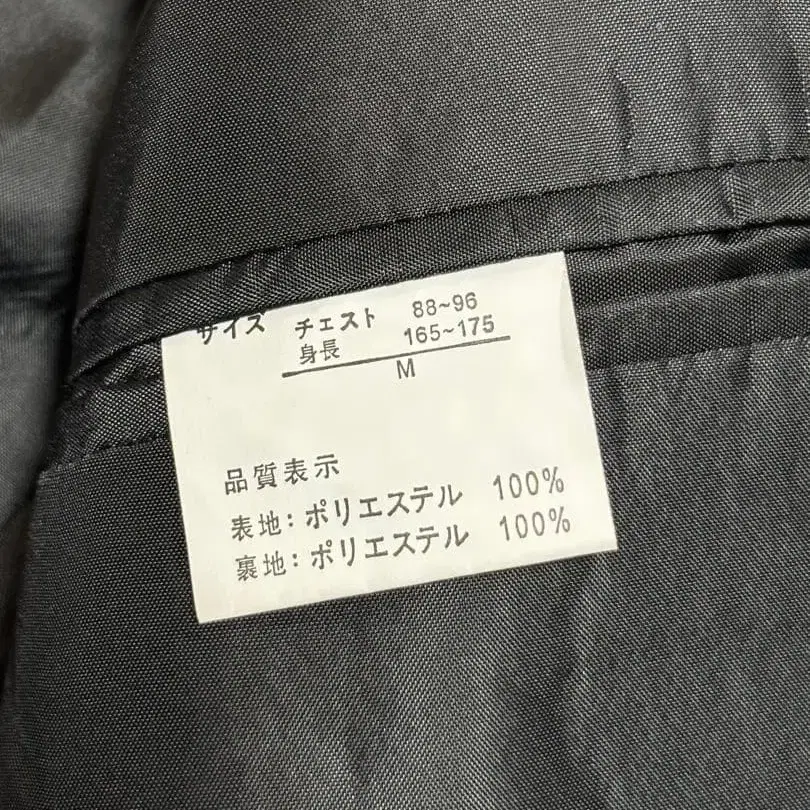 サイズ チェスト 88~96
身長 165~175
M
品質表示
表地:ポリエステル 100%
裏地:ポリエステル 100%